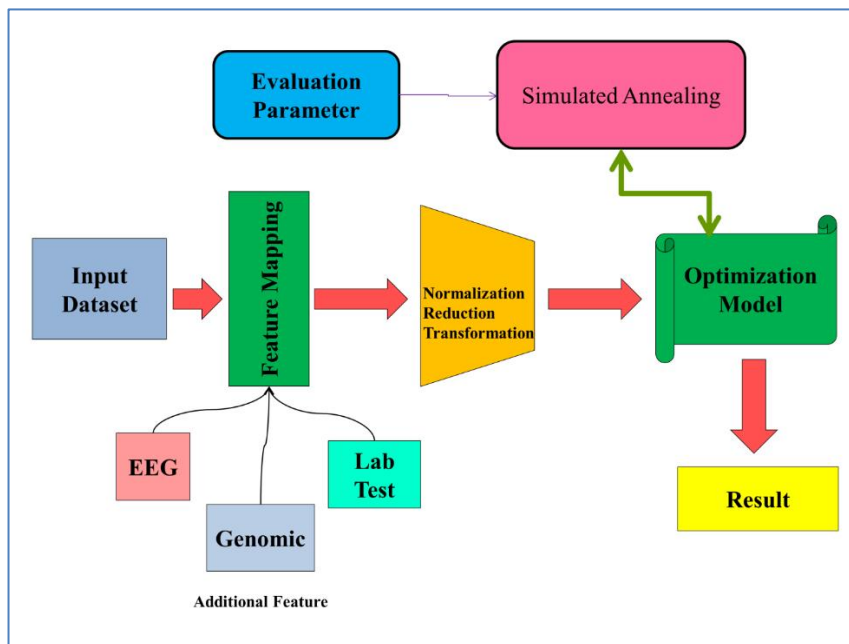 Evaluation
Parameter
Simulated Annealing
Input
Dataset
Feature Mapping
Normalization
Reduction
Transformation
Optimization
Model
EEG
Lab
Test
Genomic
Result
Additional Feature